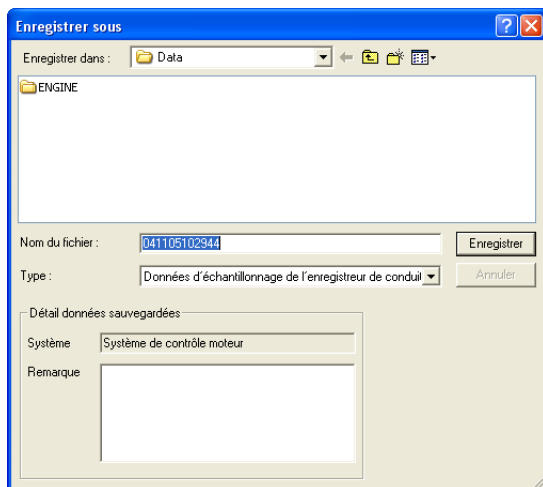 Enregistrer sous
Enregistrer dans :
Data
ENGINE
Nom du fichier :
041105102944
Enregistrer
Type :
Données d'échantillonnage de l'enregistreur de conduit
Annuler
Détail données sauvegardées
Système
Système de contrôle moteur
Remarque